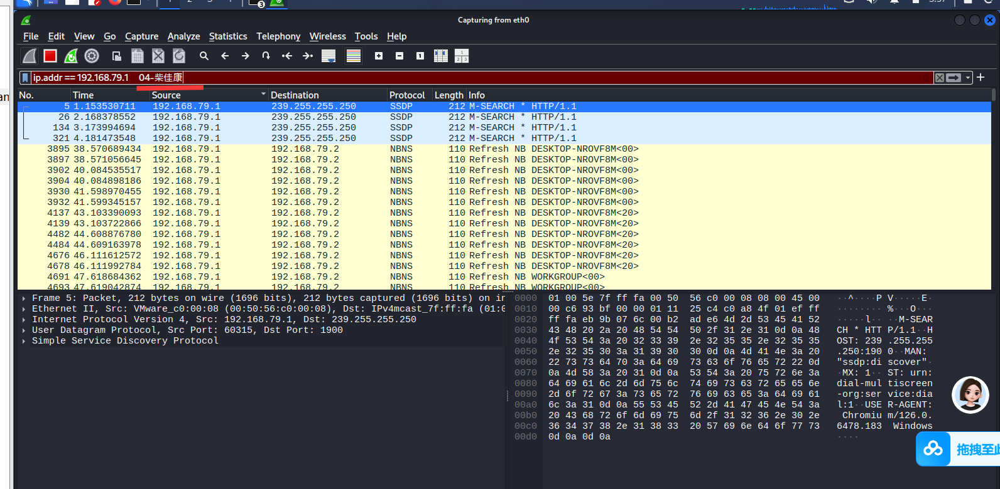 Capturing from eth0
File Edit View Go Capture Analyze Statistics Telephony Wireless Tools Help
ip.addr == 192.168.79.1 04-柴佳康
No. Time Source Destination Protocol Length Info
5 1.153530711 192.168.79.1 239.255.255.250 SSDP 212 M-SEARCH * HTTP/1.1
26 2.168378552 192.168.79.1 239.255.255.250 SSDP 212 M-SEARCH * HTTP/1.1
134 3.173994694 192.168.79.1 239.255.255.250 SSDP 212 M-SEARCH * HTTP/1.1
321 4.181473548 192.168.79.1 239.255.255.250 SSDP 212 M-SEARCH * HTTP/1.1
3895 38.570689434 192.168.79.1 192.168.79.2 NBNS 110 Refresh NB DESKTOP-NROVF8M<00>
3897 38.571056645 192.168.79.1 192.168.79.2 NBNS 110 Refresh NB DESKTOP-NROVF8M<00>
3902 40.084535517 192.168.79.1 192.168.79.2 NBNS 110 Refresh NB DESKTOP-NROVF8M<00>
3904 40.084898186 192.168.79.1 192.168.79.2 NBNS 110 Refresh NB DESKTOP-NROVF8M<00>
3930 41.598970455 192.168.79.1 192.168.79.2 NBNS 110 Refresh NB DESKTOP-NROVF8M<00>
3932 41.599345157 192.168.79.1 192.168.79.2 NBNS 110 Refresh NB DESKTOP-NROVF8M<00>
4137 43.103390093 192.168.79.1 192.168.79.2 NBNS 110 Refresh NB DESKTOP-NROVF8M<20>
4139 43.103722866 192.168.79.1 192.168.79.2 NBNS 110 Refresh NB DESKTOP-NROVF8M<20>
4482 44.608876780 192.168.79.1 192.168.79.2 NBNS 110 Refresh NB DESKTOP-NROVF8M<20>
4484 44.609163978 192.168.79.1 192.168.79.2 NBNS 110 Refresh NB DESKTOP-NROVF8M<20>
4676 46.111612572 192.168.79.1 192.168.79.2 NBNS 110 Refresh NB DESKTOP-NROVF8M<20>
4678 46.111992784 192.168.79.1 192.168.79.2 NBNS 110 Refresh NB DESKTOP-NROVF8M<20>
4691 47.618684362 192.168.79.1 192.168.79.2 NBNS 110 Refresh NB WORKGROUP<00>
4693 47.619042874 192.168.79.1 192.168.79.2 NBNS 110 Refresh NB WORKGROUP<00>
Frame 5: Packet, 212 bytes on wire (1696 bits), 212 bytes captured (1696 bits) on in
Ethernet II, Src: VMware_c0:00:08 (00:50:56:c0:00:08), Dst: IPv4mcast_7f:ff:fa (01:0
Internet Protocol Version 4, Src: 192.168.79.1, Dst: 239.255.255.250
User Datagram Protocol, Src Port: 60315, Dst Port: 1900
Simple Service Discovery Protocol
0000 01 00 5e 7f ff fa 00 50 56 c0 00 08 08 00 45 00 ··^····P V·····E·
0010 00 c6 93 bf 00 00 01 11 25 c4 c0 a8 4f 01 ef ff ········ %···O···
0020 ff fa eb 9b 07 6c 00 b2 ad e6 4d 2d 53 45 41 52 ·····l·· ··M-SEAR
0030 43 48 20 2a 20 48 54 54 50 2f 31 2e 31 0d 0a 48 CH * HTT P/1.1··H
0040 4f 53 54 3a 20 32 33 39 2e 32 35 35 2e 32 35 35 OST: 239 .255.255
0050 2e 32 35 30 3a 31 39 30 30 0d 0a 4d 41 4e 3a 20 .250:190 0··MAN:
0060 22 73 73 64 70 3a 64 69 73 63 6f 76 65 72 22 0d "ssdp:di scover"·
0070 0a 4d 58 3a 20 31 0d 0a 53 54 3a 20 75 72 6e 3a ·MX: 1·· ST: urn:
0080 64 69 61 6c 2d 6d 75 6c 74 69 73 63 72 65 65 6e dial-mul tiscreen
0090 2d 6f 72 67 3a 73 65 72 76 69 63 65 3a 64 69 61 -org:ser vice:dia
00a0 6c 3a 31 0d 0a 55 53 45 52 2d 41 47 45 4e 54 3a l:1··USE R-AGENT:
00b0 20 43 68 72 6f 6d 69 75 6d 2f 31 32 36 2e 30 2e Chromiu m/126.0.
00c0 36 34 37 38 2e 31 38 33 20 57 69 6e 64 6f 77 73 6478.183 Windows
00d0 0d 0a 0d 0a ····
拖拽至此